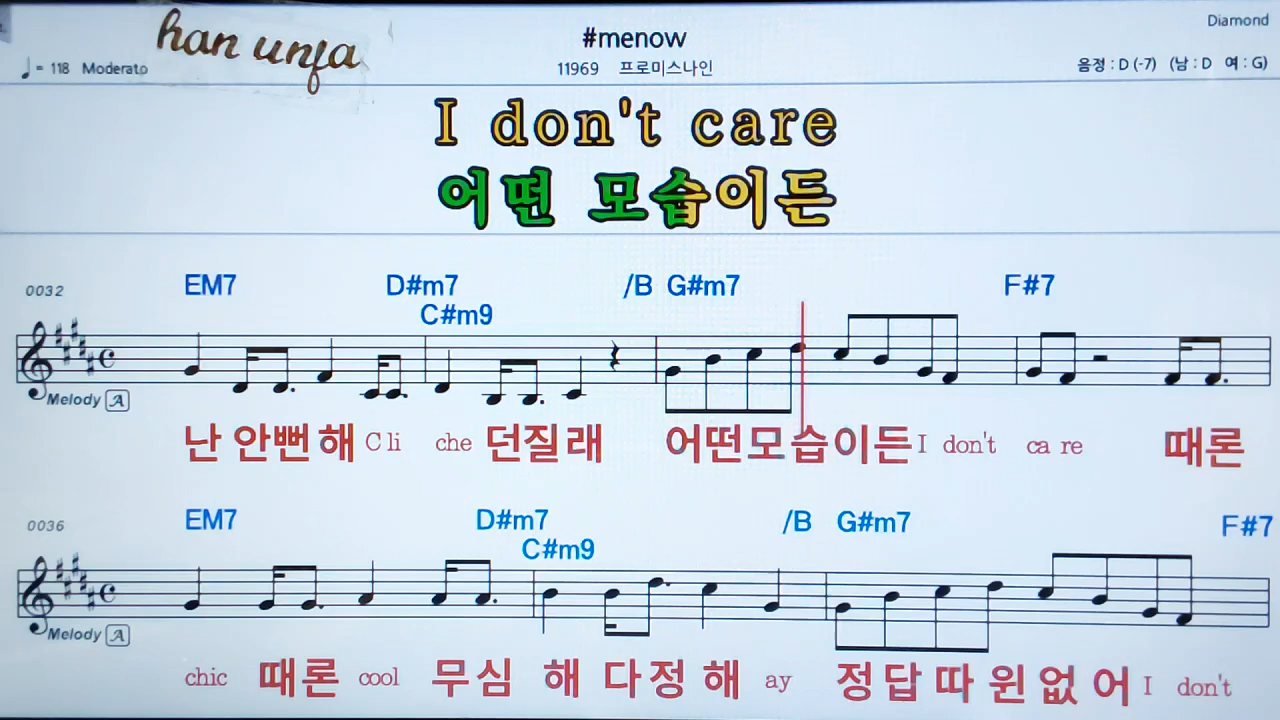 han unja
#menow
Diamond
♩= 118 Moderato
11969 프로미스나인
음정 : D (-7) (남 : D 여 : G)
I don't care
어떤 모습이든
0032 EM7 D#m7 /B G#m7 F#7
C#m9
Melody A
난 안뻔해 Cli che 던질래 어떤모습이든 I don't ca re 때론
0036 EM7 D#m7 /B G#m7 F#7
C#m9
Melody A
chic 때론 cool 무심 해 다정 해 ay 정답 따 윈 없 어 I don't